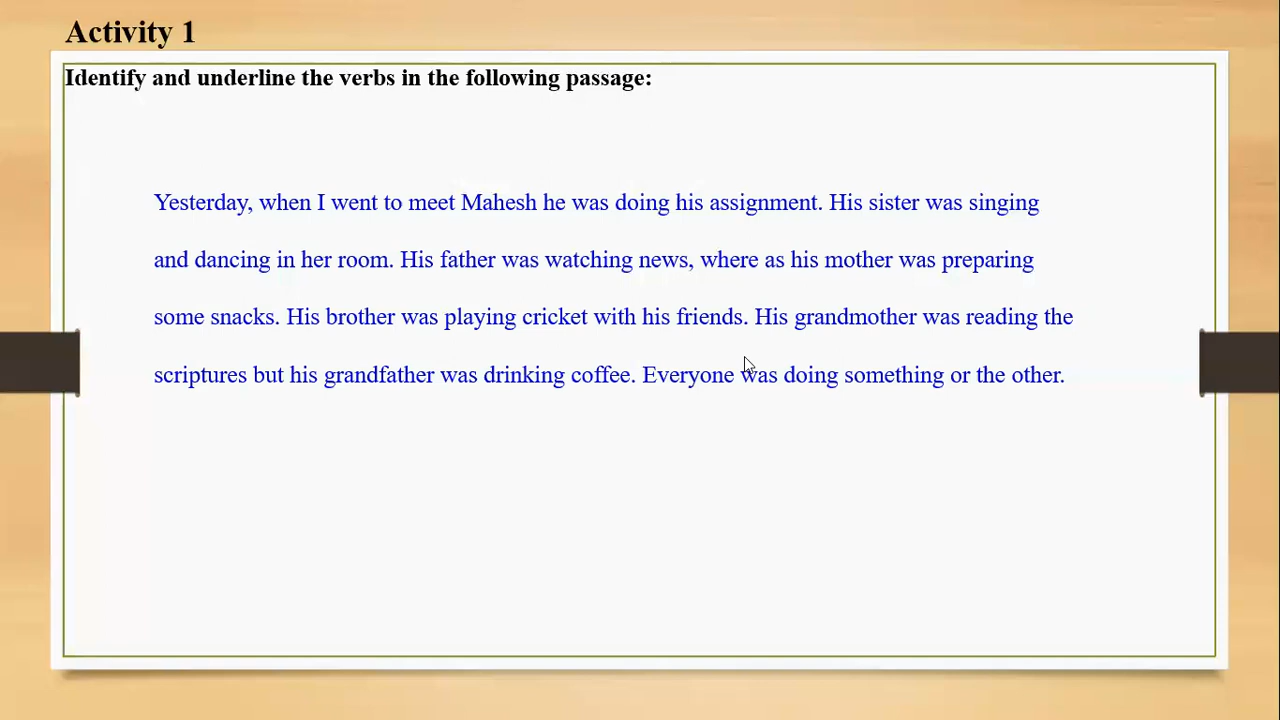 Activity 1
Identify and underline the verbs in the following passage:
Yesterday, when I went to meet Mahesh he was doing his assignment. His sister was singing
and dancing in her room. His father was watching news, where as his mother was preparing
some snacks. His brother was playing cricket with his friends. His grandmother was reading the
scriptures but his grandfather was drinking coffee. Everyone was doing something or the other.